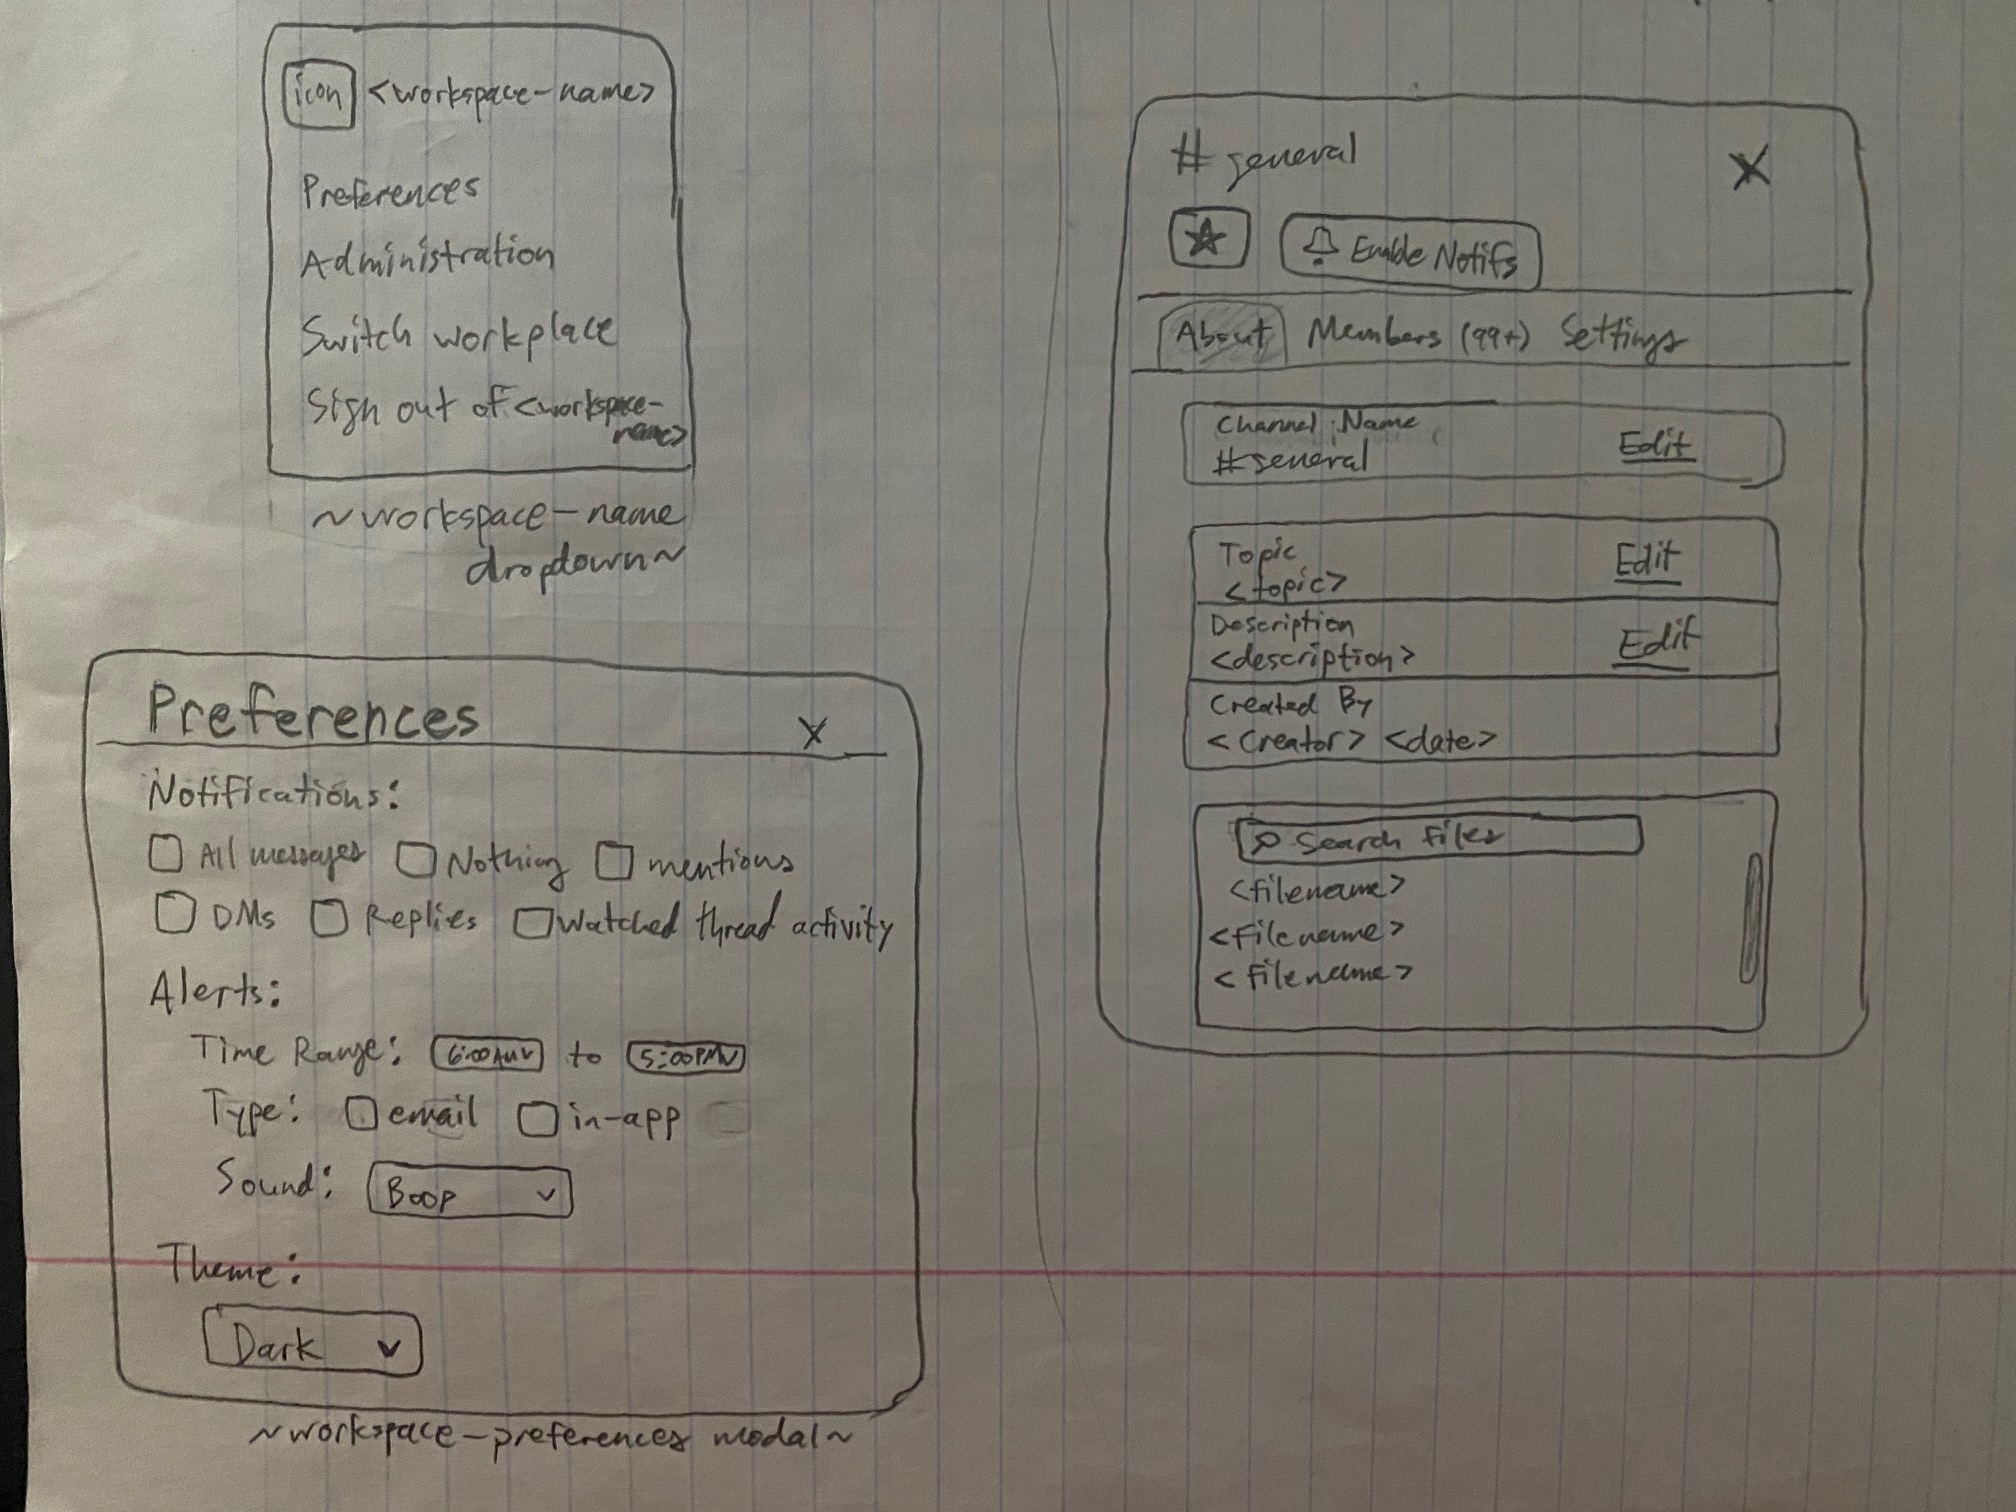 icon <workspace-name>
Preferences
Administration
Switch workplace
Sign out of <workspace-
name>
~workspace-name
dropdown~
Preferences X
Notifications:
All messages Nothing mentions
DMs Replies Watched thread activity
Alerts:
Time Range: 6:00AM to 5:00PM
Type: email in-app
Sound: Boop
Theme:
Dark
~workspace-preferences modal~
# general X
Enable Notifs
About Members (99+) Settings
Channel Name
#general Edit
Topic
<topic> Edit
Description
<description> Edit
Created By
<Creator> <date>
Search files
<filename>
<filename>
<filename>